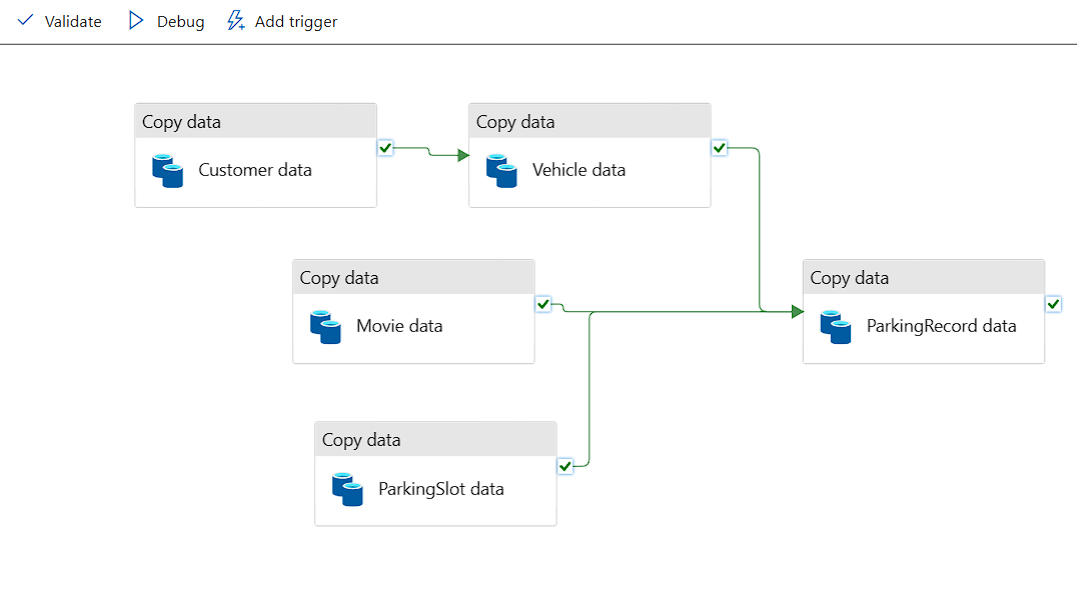 Validate Debug Add trigger
Copy data
Customer data
Copy data
Vehicle data
Copy data
Movie data
Copy data
ParkingRecord data
Copy data
ParkingSlot data